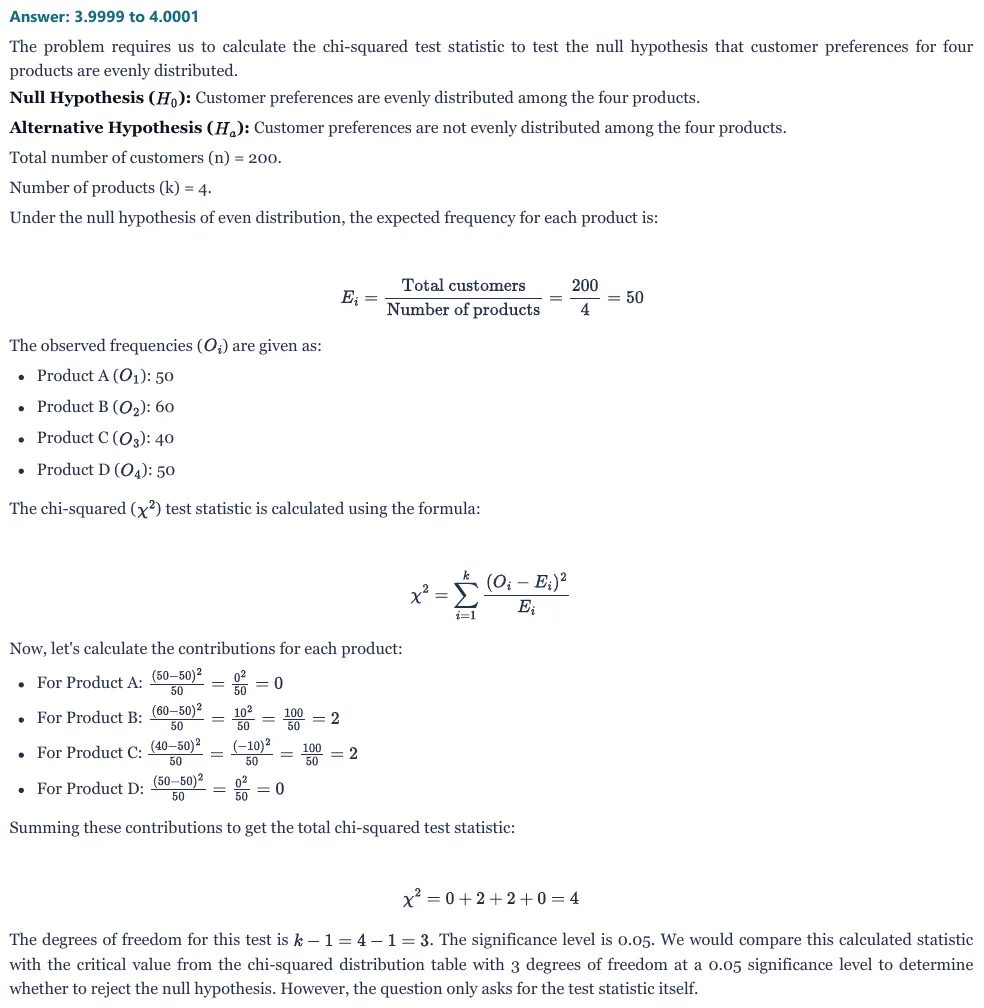 Answer: 3.9999 to 4.0001
The problem requires us to calculate the chi-squared test statistic to test the null hypothesis that customer preferences for four
products are evenly distributed.
Null Hypothesis (H₀): Customer preferences are evenly distributed among the four products.
Alternative Hypothesis (Hₐ): Customer preferences are not evenly distributed among the four products.
Total number of customers (n) = 200.
Number of products (k) = 4.
Under the null hypothesis of even distribution, the expected frequency for each product is:
Eᵢ = Total customers / Number of products = 200 / 4 = 50
The observed frequencies (Oᵢ) are given as:
• Product A (O₁): 50
• Product B (O₂): 60
• Product C (O₃): 40
• Product D (O₄): 50
The chi-squared (χ²) test statistic is calculated using the formula:
χ² = ∑ᵢ₌₁ᵏ (Oᵢ − Eᵢ)² / Eᵢ
Now, let's calculate the contributions for each product:
• For Product A: (50−50)² / 50 = 0² / 50 = 0
• For Product B: (60−50)² / 50 = 10² / 50 = 100 / 50 = 2
• For Product C: (40−50)² / 50 = (−10)² / 50 = 100 / 50 = 2
• For Product D: (50−50)² / 50 = 0² / 50 = 0
Summing these contributions to get the total chi-squared test statistic:
χ² = 0 + 2 + 2 + 0 = 4
The degrees of freedom for this test is k − 1 = 4 − 1 = 3. The significance level is 0.05. We would compare this calculated statistic
with the critical value from the chi-squared distribution table with 3 degrees of freedom at a 0.05 significance level to determine
whether to reject the null hypothesis. However, the question only asks for the test statistic itself.